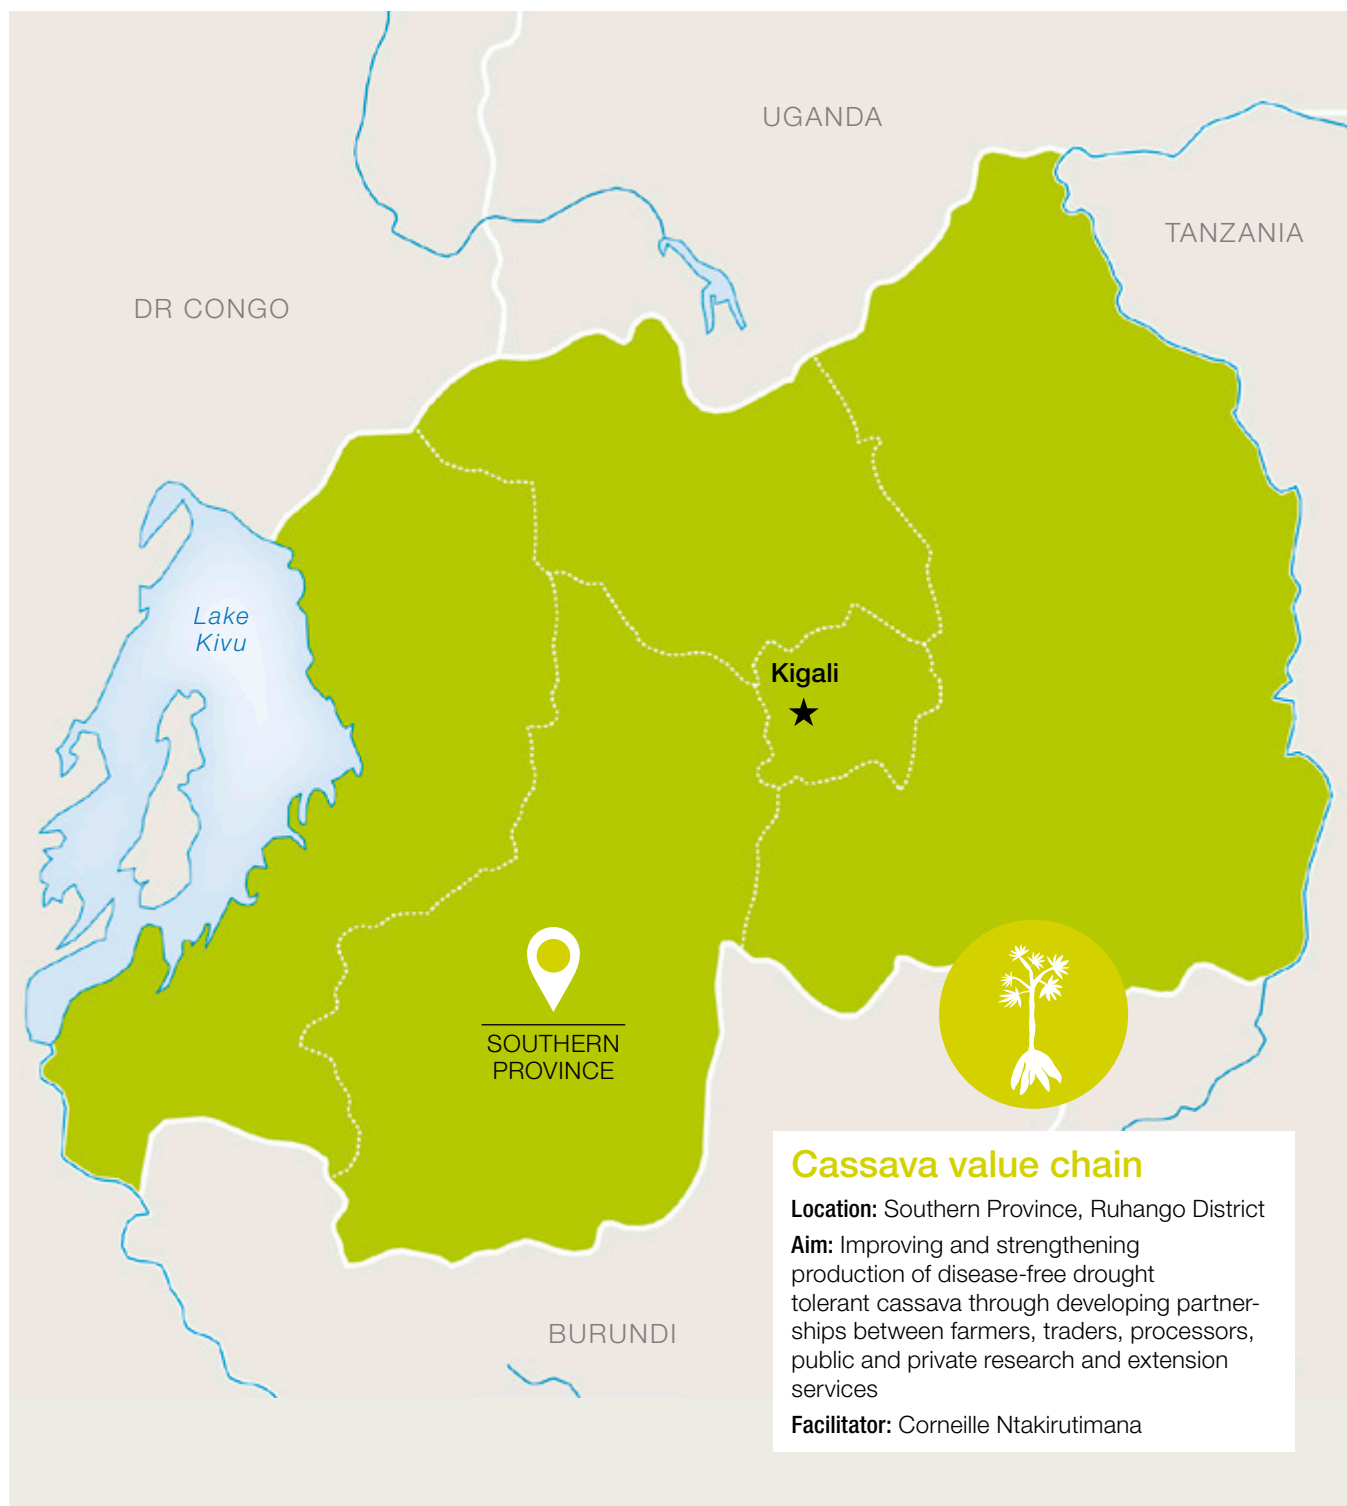 UGANDA
TANZANIA
DR CONGO
Lake
Kivu
Kigali
SOUTHERN
PROVINCE
Cassava value chain
Location: Southern Province, Ruhango District
Aim: Improving and strengthening
production of disease-free drought
tolerant cassava through developing partner-
ships between farmers, traders, processors,
public and private research and extension
services
Facilitator: Corneille Ntakirutimana
BURUNDI